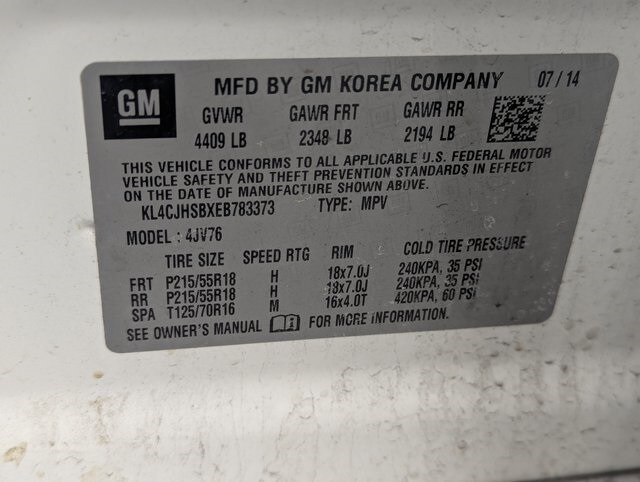 GM
MFD BY GM KOREA COMPANY 07/14
GVWR GAWR FRT GAWR RR
4409 LB 2348 LB 2194 LB
THIS VEHICLE CONFORMS TO ALL APPLICABLE U.S. FEDERAL MOTOR
VEHICLE SAFETY AND THEFT PREVENTION STANDARDS IN EFFECT
ON THE DATE OF MANUFACTURE SHOWN ABOVE.
KL4CJHSBXEB783373 TYPE: MPV
MODEL : 4JV76
TIRE SIZE SPEED RTG RIM COLD TIRE PRESSURE
FRT P215/55R18 H 18x7.0J 240KPA, 35 PSI
RR P215/55R18 H 18x7.0J 240KPA, 35 PSI
SPA T125/70R16 M 16x4.0T 420KPA, 60 PSI
SEE OWNER'S MANUAL FOR MORE INFORMATION.